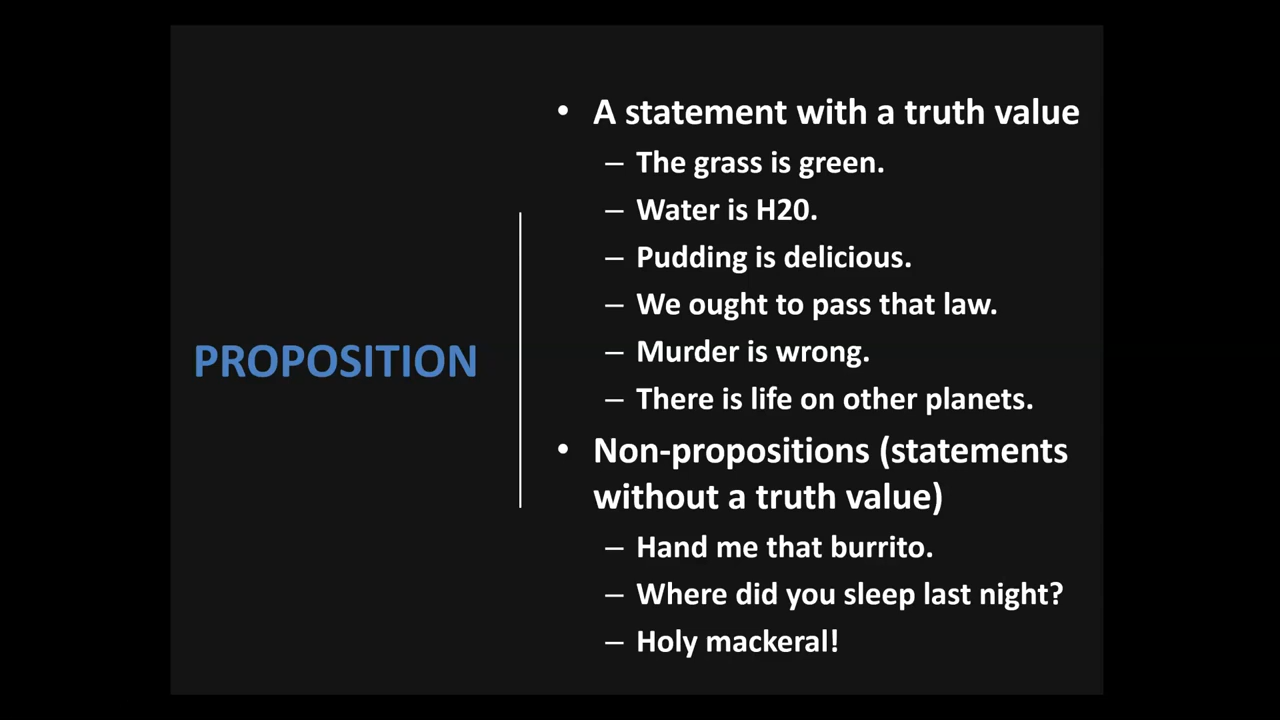 PROPOSITION
• A statement with a truth value
– The grass is green.
– Water is H20.
– Pudding is delicious.
– We ought to pass that law.
– Murder is wrong.
– There is life on other planets.
• Non-propositions (statements
without a truth value)
– Hand me that burrito.
– Where did you sleep last night?
– Holy mackeral!